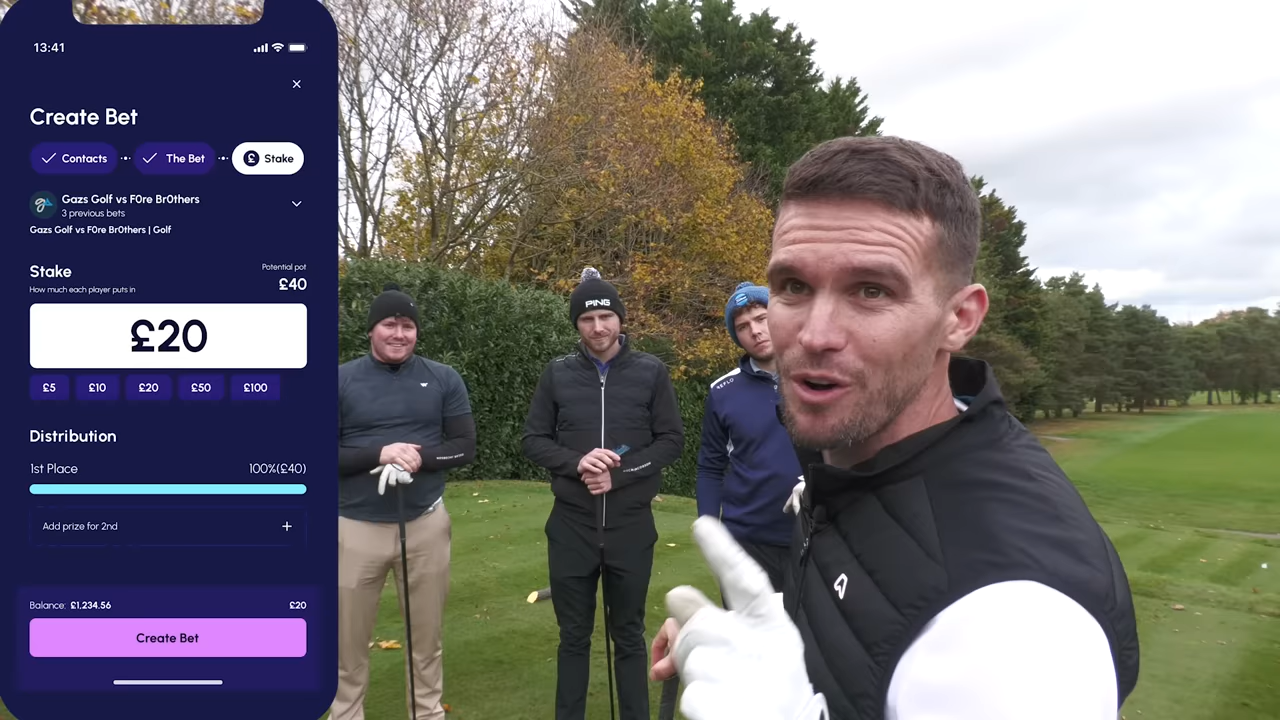 13:41
Create Bet
Contacts
The Bet
£ Stake
Gazs Golf vs F0re Br0thers
3 previous bets
Gazs Golf vs F0re Br0thers | Golf
Stake
Potential pot
How much each player puts in
£40
£20
£5 £10 £20 £50 £100
Distribution
1st Place 100%(£40)
Add prize for 2nd
Balance: £1,234.56 £20
Create Bet
PING
REFLO